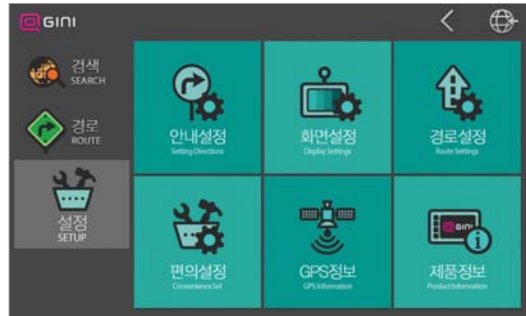 GINI
검색
SEARCH
경로
ROUTE
설정
SETUP
안내설정
Setting Directions
화면설정
Display Settings
경로설정
Route Settings
편의설정
Convenience Set
GPS정보
GPS Information
GINI
제품정보
Product Information